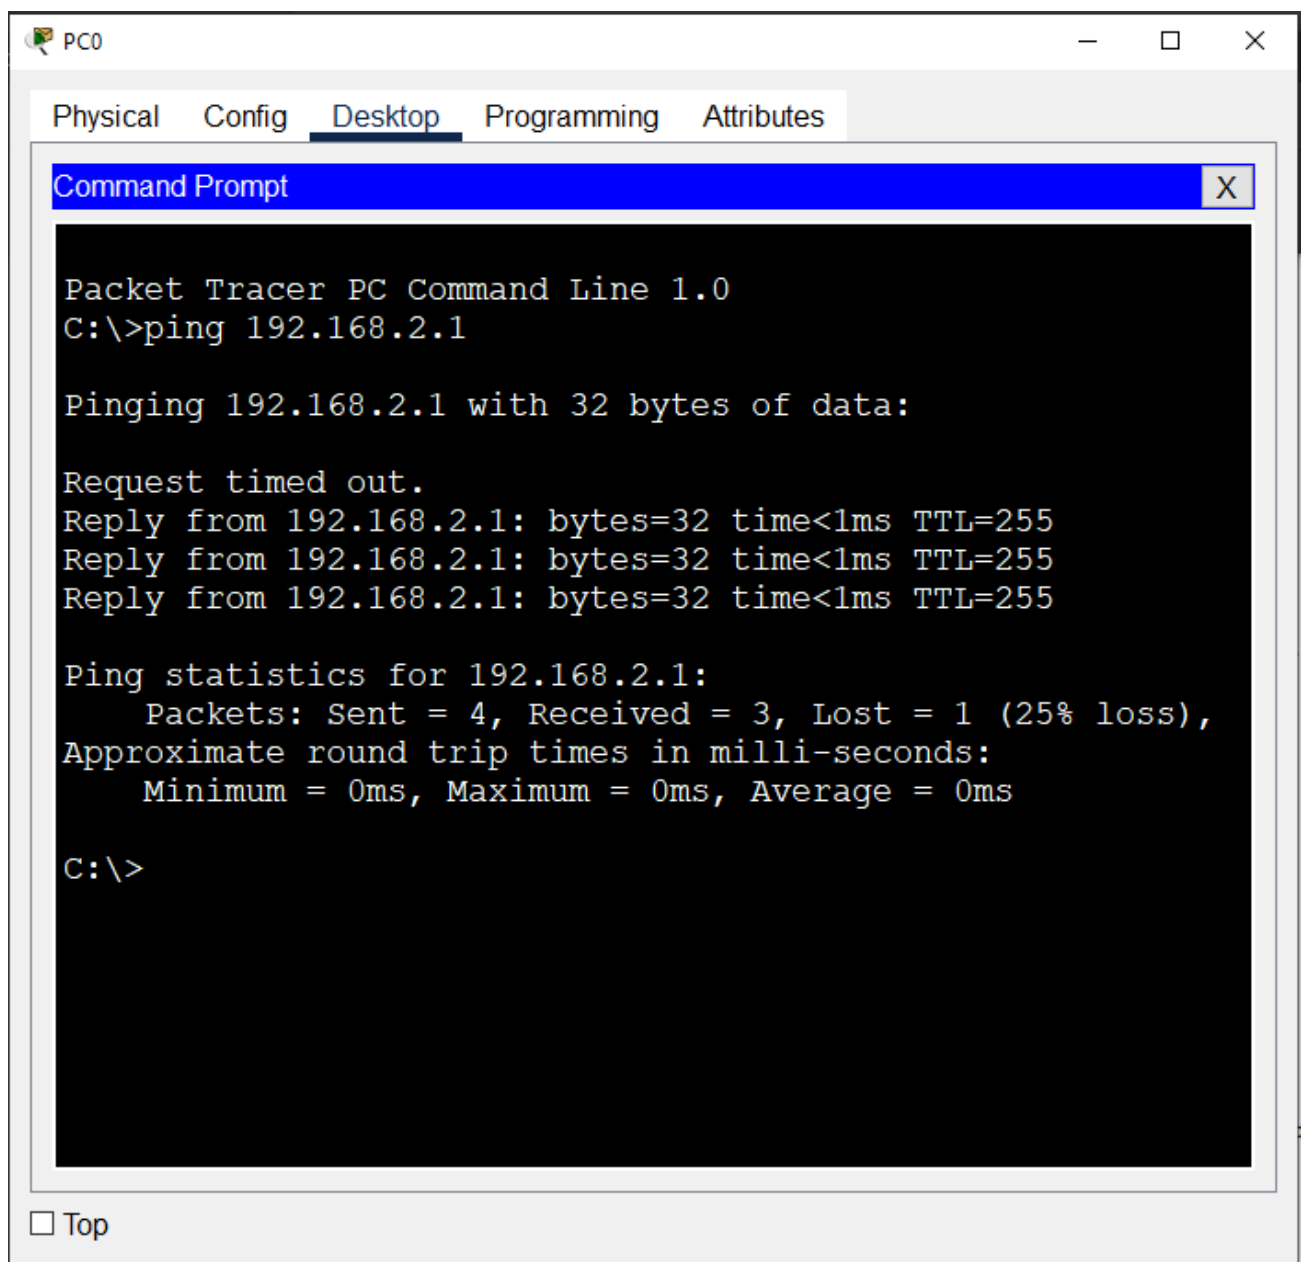 PC0
Physical Config Desktop Programming Attributes
Command Prompt X
Packet Tracer PC Command Line 1.0
C:\>ping 192.168.2.1
Pinging 192.168.2.1 with 32 bytes of data:
Request timed out.
Reply from 192.168.2.1: bytes=32 time<1ms TTL=255
Reply from 192.168.2.1: bytes=32 time<1ms TTL=255
Reply from 192.168.2.1: bytes=32 time<1ms TTL=255
Ping statistics for 192.168.2.1:
    Packets: Sent = 4, Received = 3, Lost = 1 (25% loss),
Approximate round trip times in milli-seconds:
    Minimum = 0ms, Maximum = 0ms, Average = 0ms
C:\>
Top